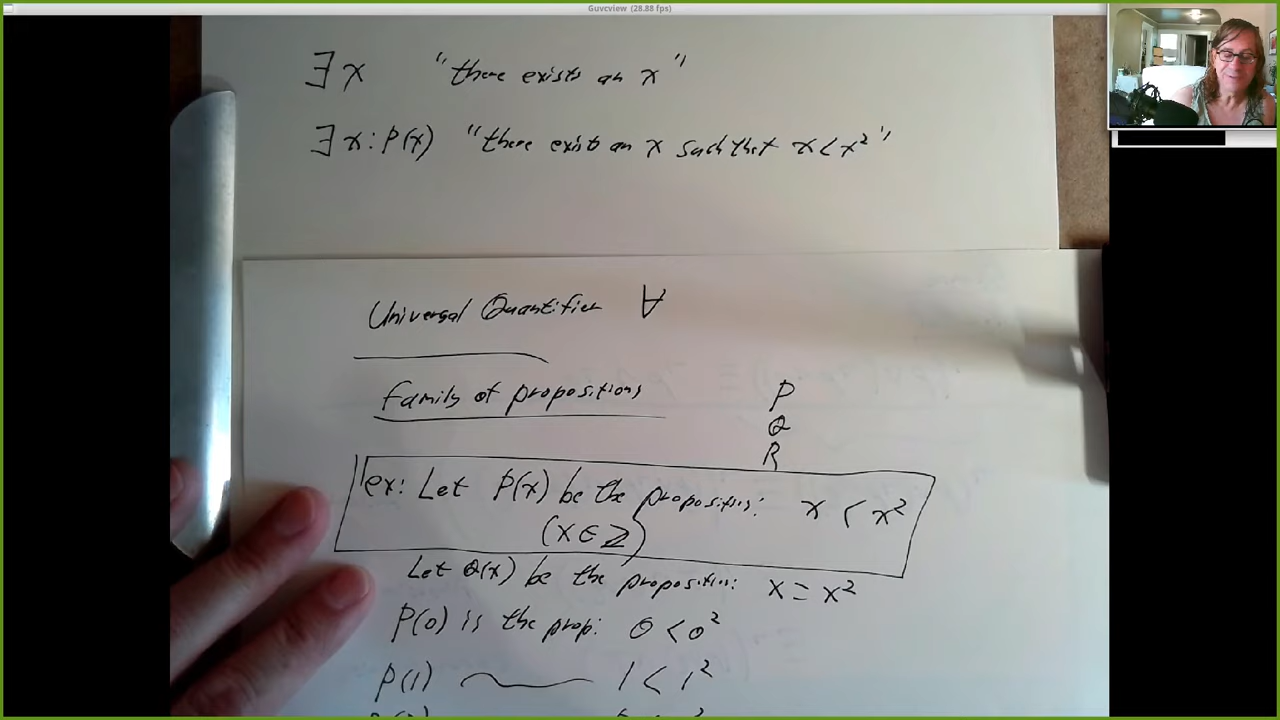 Guvcview (28.88 fps)
∃x "there exists an x"
∃x: P(x) "there exists an x such that x < x²"
Universal Quantifier ∀
Family of propositions
P
Q
R
ex: Let P(x) be the proposition: x < x²
(x ∈ ℤ)
Let Q(x) be the proposition: x = x²
P(0) is the prop: 0 < 0²
P(1) 1 < 1²